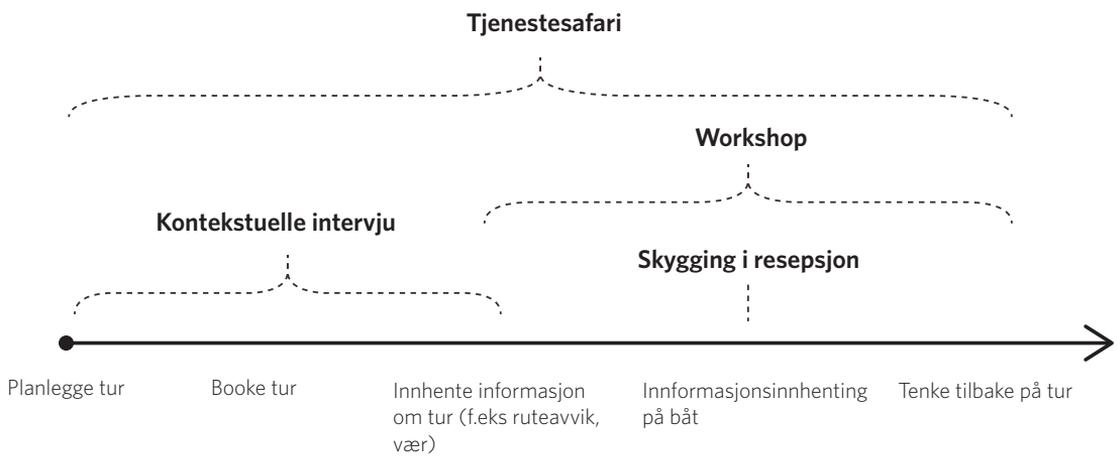 Tjenestesafari
Workshop
Kontekstuelle intervju
Skygging i resepsjon
Planlegge tur
Booke tur
Innhente informasjon
om tur (f.eks ruteavvik,
vær)
Innformasjonsinnhenting
på båt
Tenke tilbake på tur